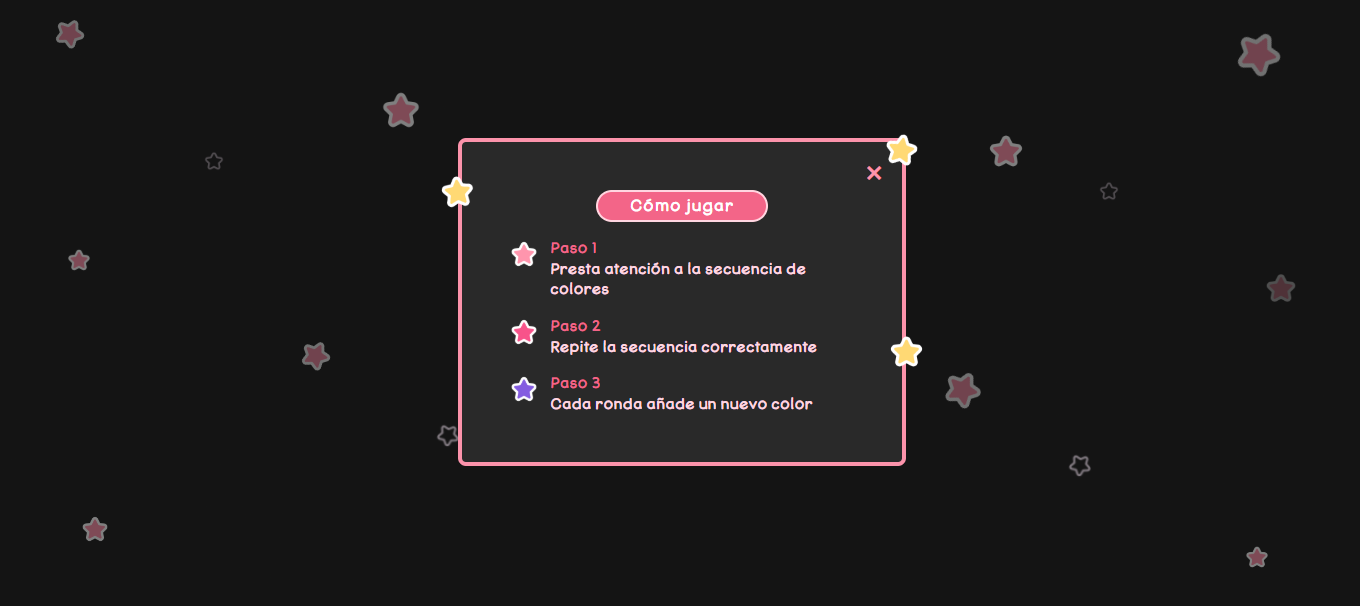 Cómo jugar
Paso 1
Presta atención a la secuencia de
colores
Paso 2
Repite la secuencia correctamente
Paso 3
Cada ronda añade un nuevo color